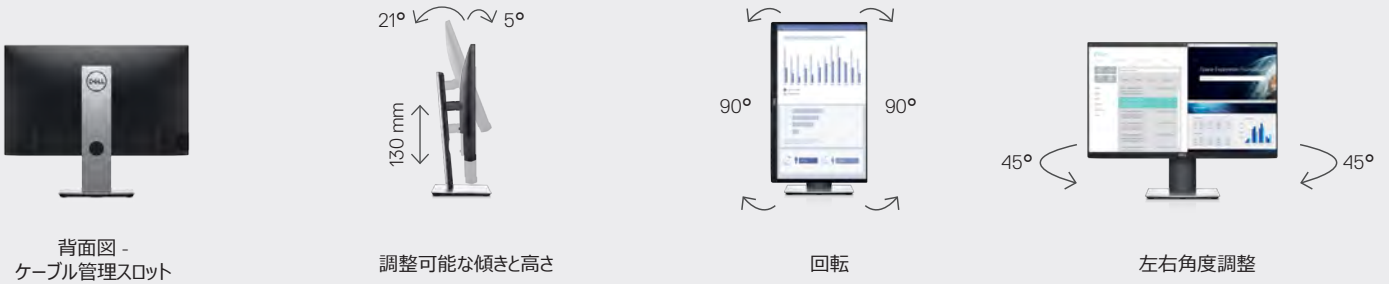 21° 5°
130 mm
DELL
90° 90°
45° 45°
背面図 -
ケーブル管理スロット
調整可能な傾きと高さ
回転
左右角度調整